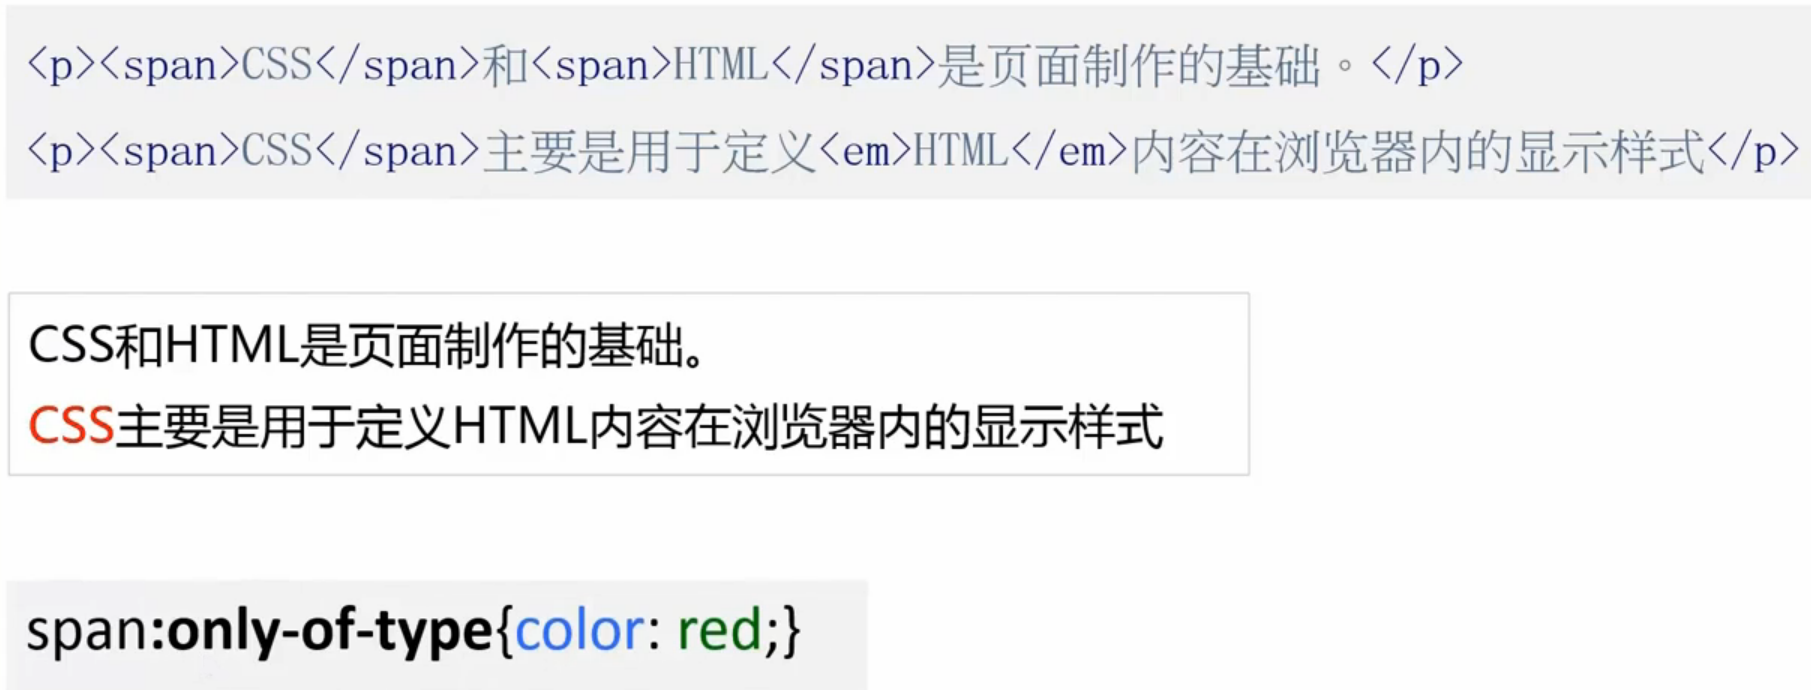 <p><span>CSS</span>和<span>HTML</span>是页面制作的基础。</p>
<p><span>CSS</span>主要是用于定义<em>HTML</em>内容在浏览器内的显示样式</p>
CSS和HTML是页面制作的基础。
CSS主要是用于定义HTML内容在浏览器内的显示样式
span:only-of-type{color: red;}